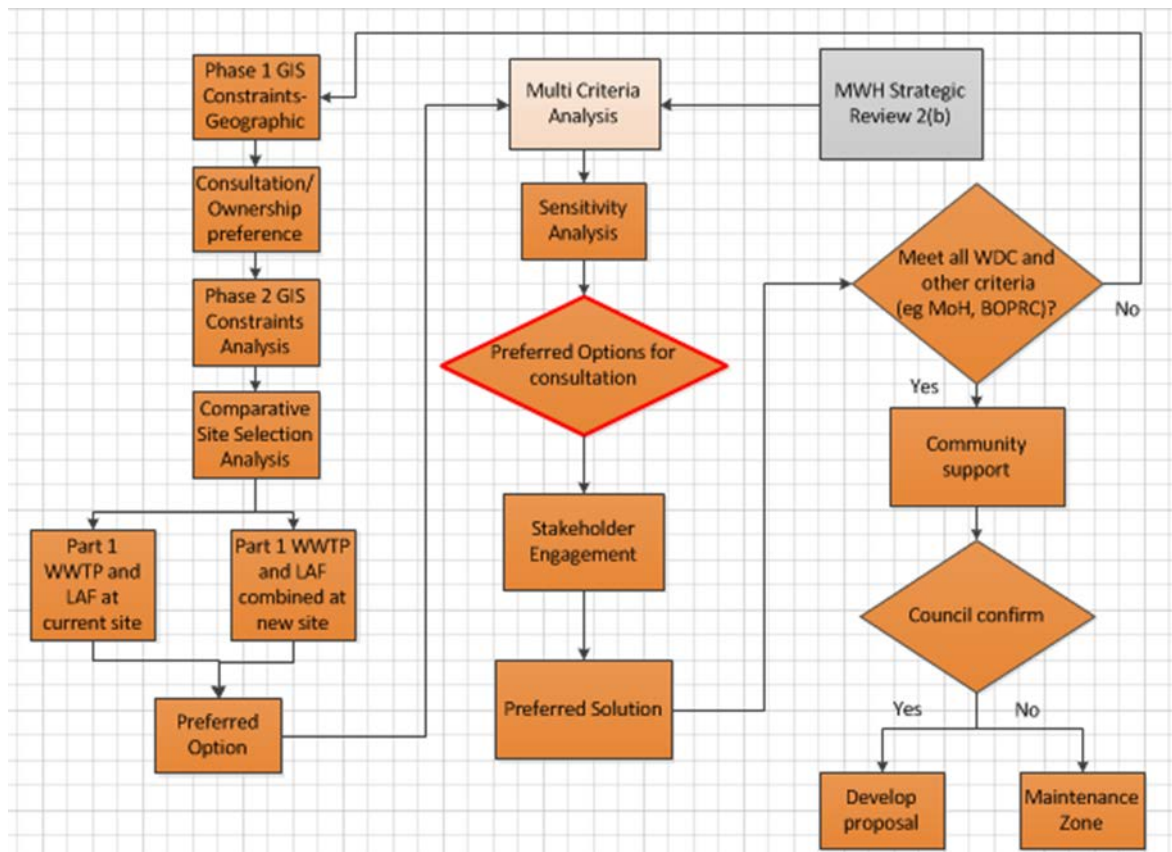 Phase 1 GIS
Constraints-
Geographic
Consultation/
Ownership
preference
Phase 2 GIS
Constraints
Analysis
Comparative
Site Selection
Analysis
Part 1
WWTP and
LAF at
current site
Part 1 WWTP
and LAF
combined at
new site
Preferred
Option
Multi Criteria
Analysis
Sensitivity
Analysis
Preferred Options for
consultation
Stakeholder
Engagement
Preferred Solution
MWH Strategic
Review 2(b)
Meet all WDC and
other criteria
(eg MoH, BOPRC)?
No
Yes
Community
support
Council confirm
Yes
No
Develop
proposal
Maintenance
Zone